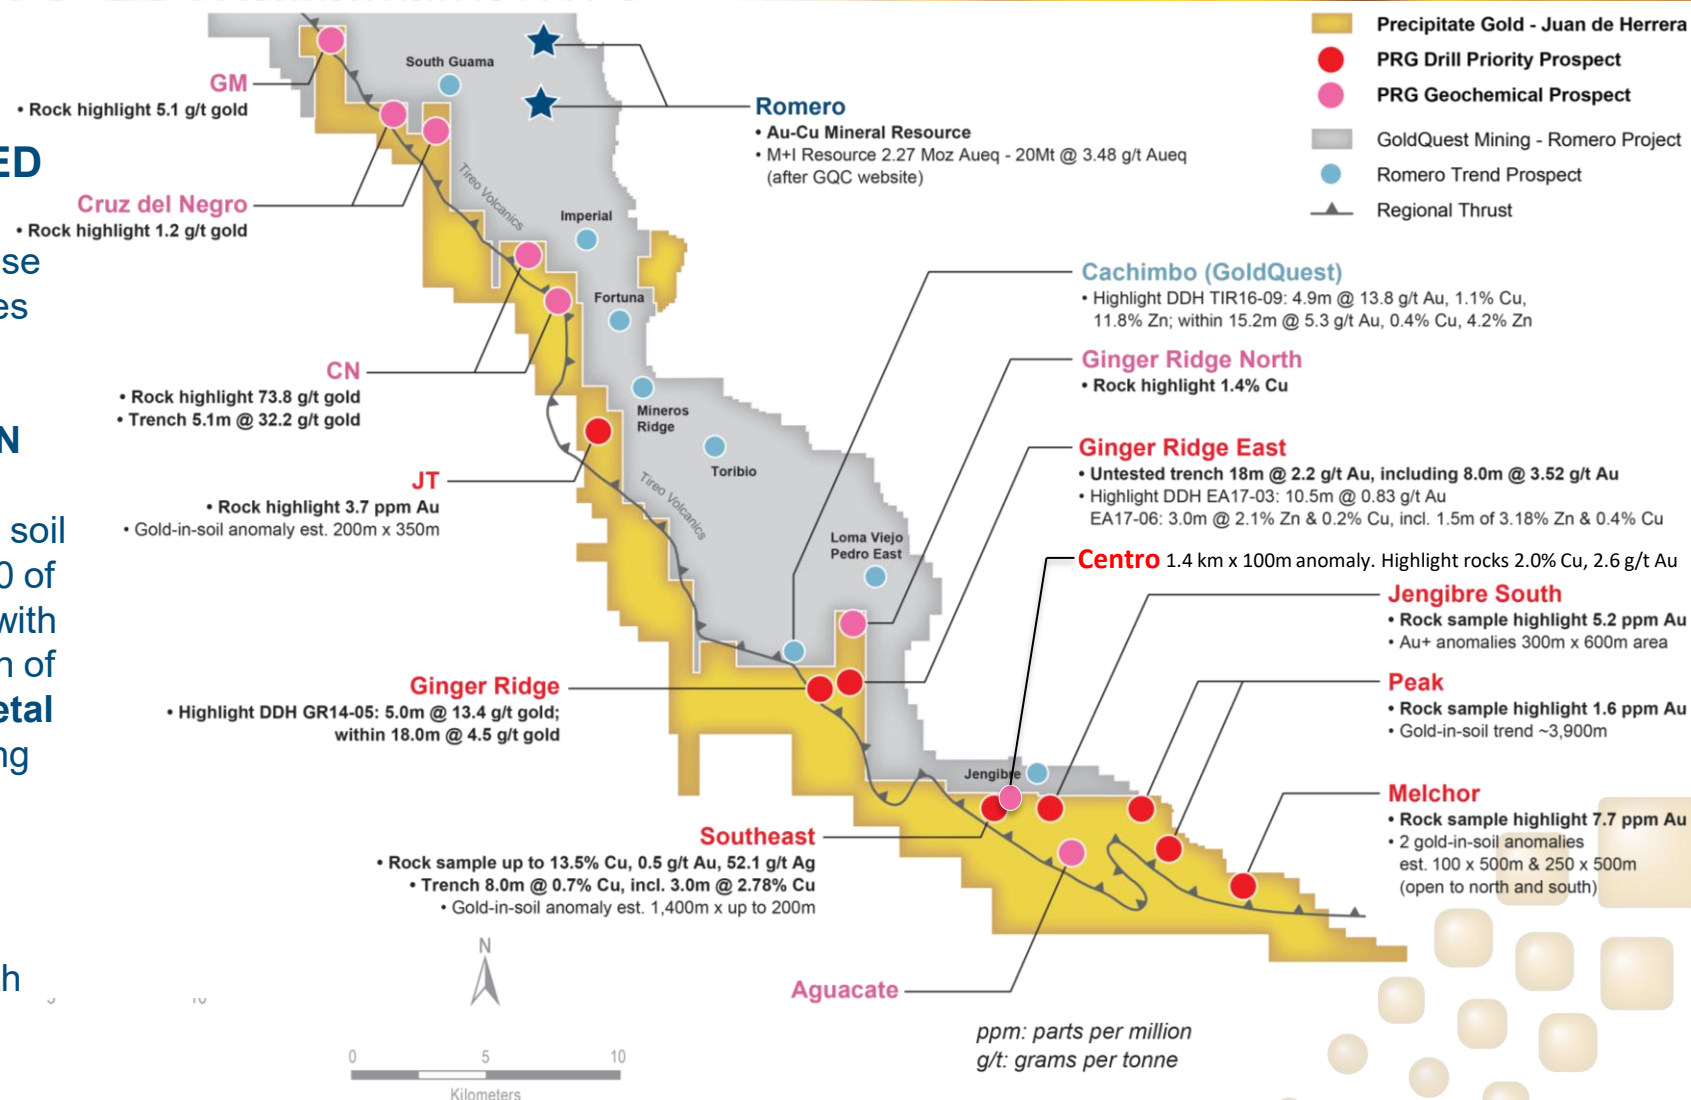 ED
se
es
N
soil
0 of
with
n of
etal
ng
th
GM
• Rock highlight 5.1 g/t gold
Cruz del Negro
• Rock highlight 1.2 g/t gold
CN
• Rock highlight 73.8 g/t gold
• Trench 5.1m @ 32.2 g/t gold
JT
• Rock highlight 3.7 ppm Au
• Gold-in-soil anomaly est. 200m x 350m
Ginger Ridge
• Highlight DDH GR14-05: 5.0m @ 13.4 g/t gold;
within 18.0m @ 4.5 g/t gold
Southeast
• Rock sample up to 13.5% Cu, 0.5 g/t Au, 52.1 g/t Ag
• Trench 8.0m @ 0.7% Cu, incl. 3.0m @ 2.78% Cu
• Gold-in-soil anomaly est. 1,400m x up to 200m
Aguacate
South Guama
Tireo Volcanics
Imperial
Fortuna
Mineros
Ridge
Toribio
Tireo Volcanics
Loma Viejo
Pedro East
Jengibre
Romero
• Au-Cu Mineral Resource
• M+I Resource 2.27 Moz Aueq - 20Mt @ 3.48 g/t Aueq
(after GQC website)
Precipitate Gold - Juan de Herrera
PRG Drill Priority Prospect
PRG Geochemical Prospect
GoldQuest Mining - Romero Project
Romero Trend Prospect
Regional Thrust
Cachimbo (GoldQuest)
• Highlight DDH TIR16-09: 4.9m @ 13.8 g/t Au, 1.1% Cu,
11.8% Zn; within 15.2m @ 5.3 g/t Au, 0.4% Cu, 4.2% Zn
Ginger Ridge North
• Rock highlight 1.4% Cu
Ginger Ridge East
• Untested trench 18m @ 2.2 g/t Au, including 8.0m @ 3.52 g/t Au
• Highlight DDH EA17-03: 10.5m @ 0.83 g/t Au
EA17-06: 3.0m @ 2.1% Zn & 0.2% Cu, incl. 1.5m of 3.18% Zn & 0.4% Cu
Centro 1.4 km x 100m anomaly. Highlight rocks 2.0% Cu, 2.6 g/t Au
Jengibre South
• Rock sample highlight 5.2 ppm Au
• Au+ anomalies 300m x 600m area
Peak
• Rock sample highlight 1.6 ppm Au
• Gold-in-soil trend ~3,900m
Melchor
• Rock sample highlight 7.7 ppm Au
• 2 gold-in-soil anomalies
est. 100 x 500m & 250 x 500m
(open to north and south)
N
0 5 10
Kilometers
ppm: parts per million
g/t: grams per tonne